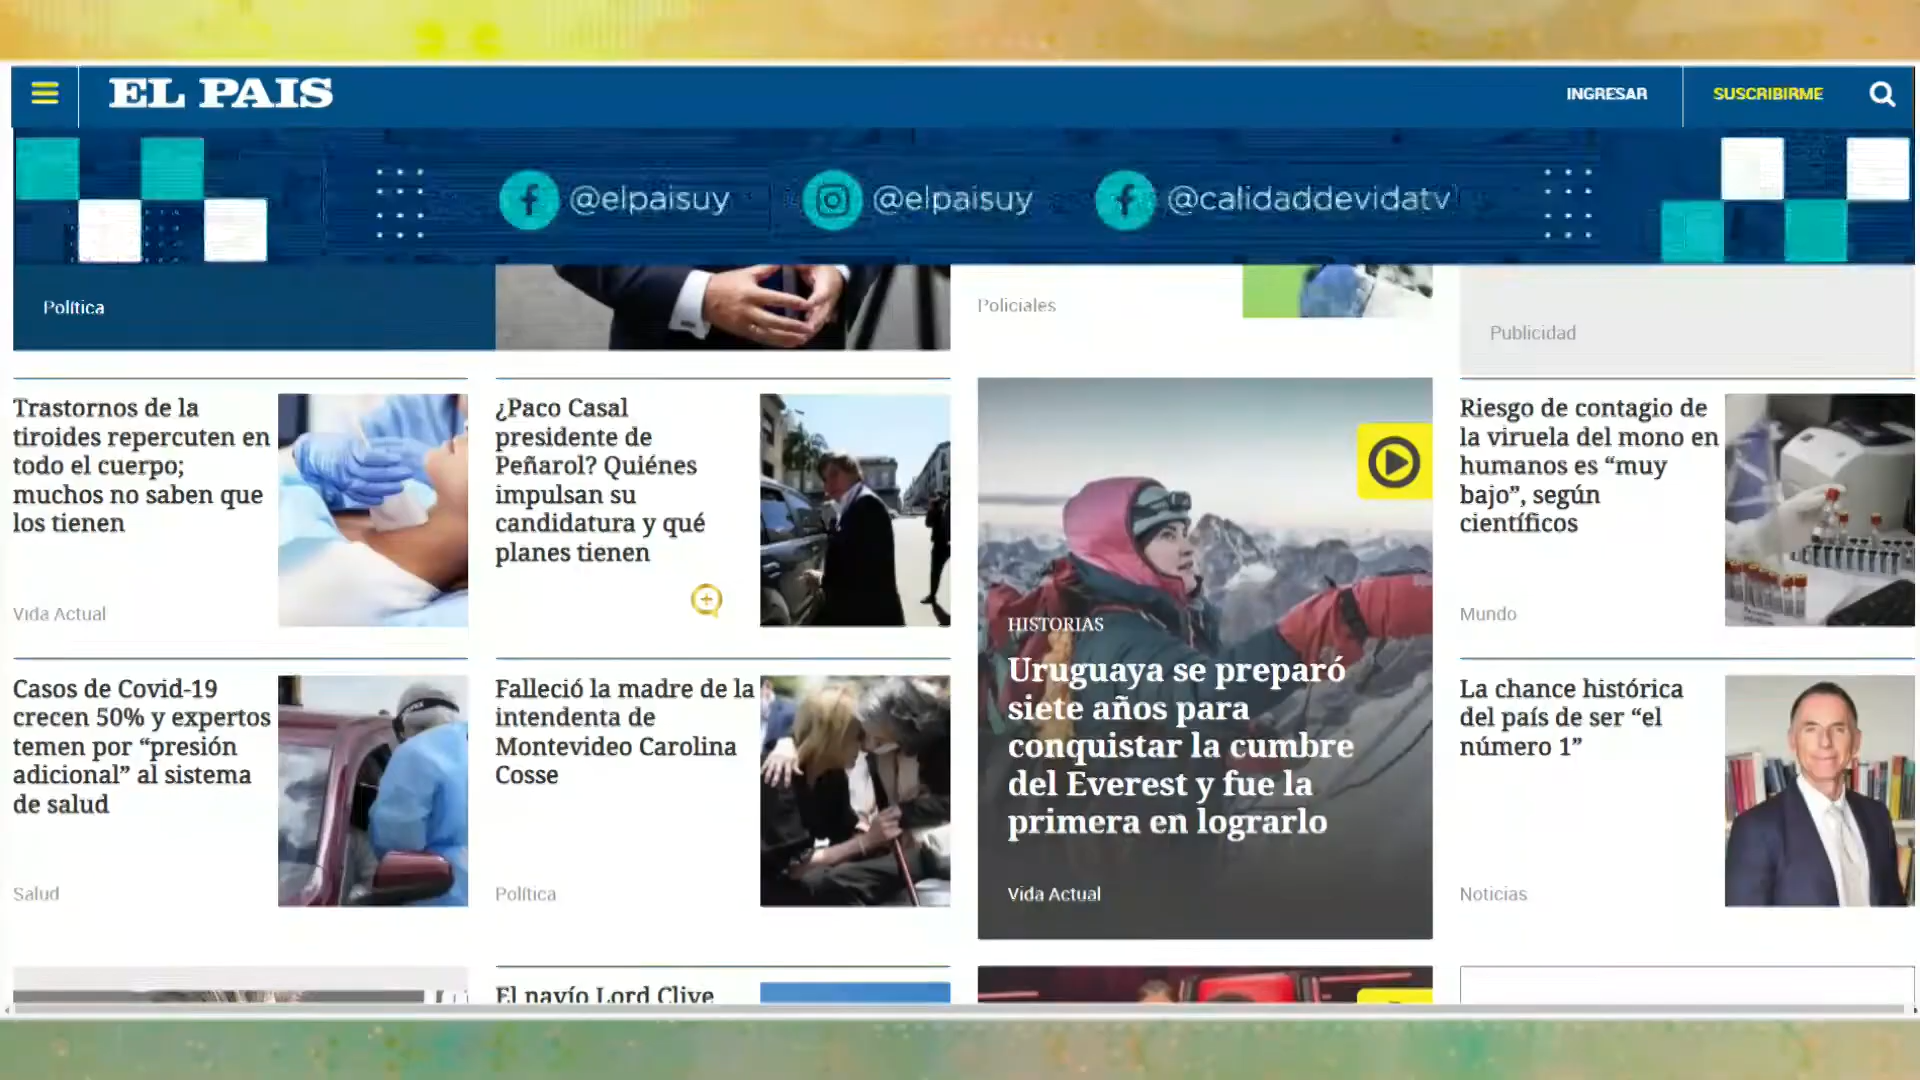 EL PAIS
INGRESAR
SUSCRIBIRME
@elpaisuy
@elpaisuy
@calidaddevidatv
Política
Policiales
Publicidad
Trastornos de la
tiroides repercuten en
todo el cuerpo;
muchos no saben que
los tienen
Vida Actual
¿Paco Casal
presidente de
Peñarol? Quiénes
impulsan su
candidatura y qué
planes tienen
HISTORIAS
Uruguaya se preparó
siete años para
conquistar la cumbre
del Everest y fue la
primera en lograrlo
Vida Actual
Riesgo de contagio de
la viruela del mono en
humanos es “muy
bajo”, según
científicos
Mundo
Casos de Covid-19
crecen 50% y expertos
temen por “presión
adicional” al sistema
de salud
Salud
Falleció la madre de la
intendenta de
Montevideo Carolina
Cosse
Política
La chance histórica
del país de ser “el
número 1”
Noticias
El navío Lord Clive